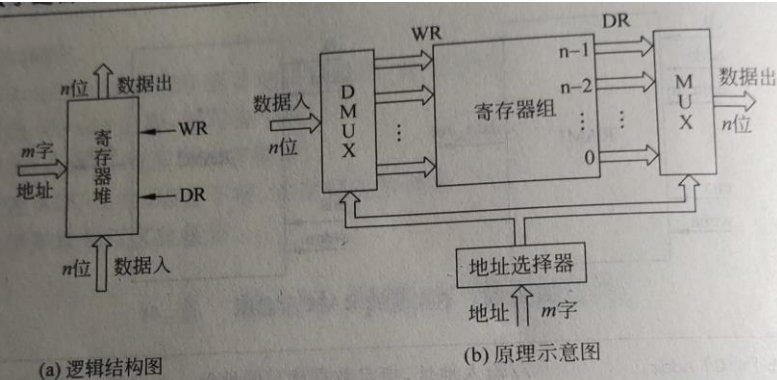 n位
数据出
寄存器堆
WR
m字
地址
DR
n位
数据入
(a) 逻辑结构图
WR
DR
数据入
n位
DMUX
寄存器组
n-1
n-2
0
MUX
数据出
n位
地址选择器
地址
m字
(b) 原理示意图